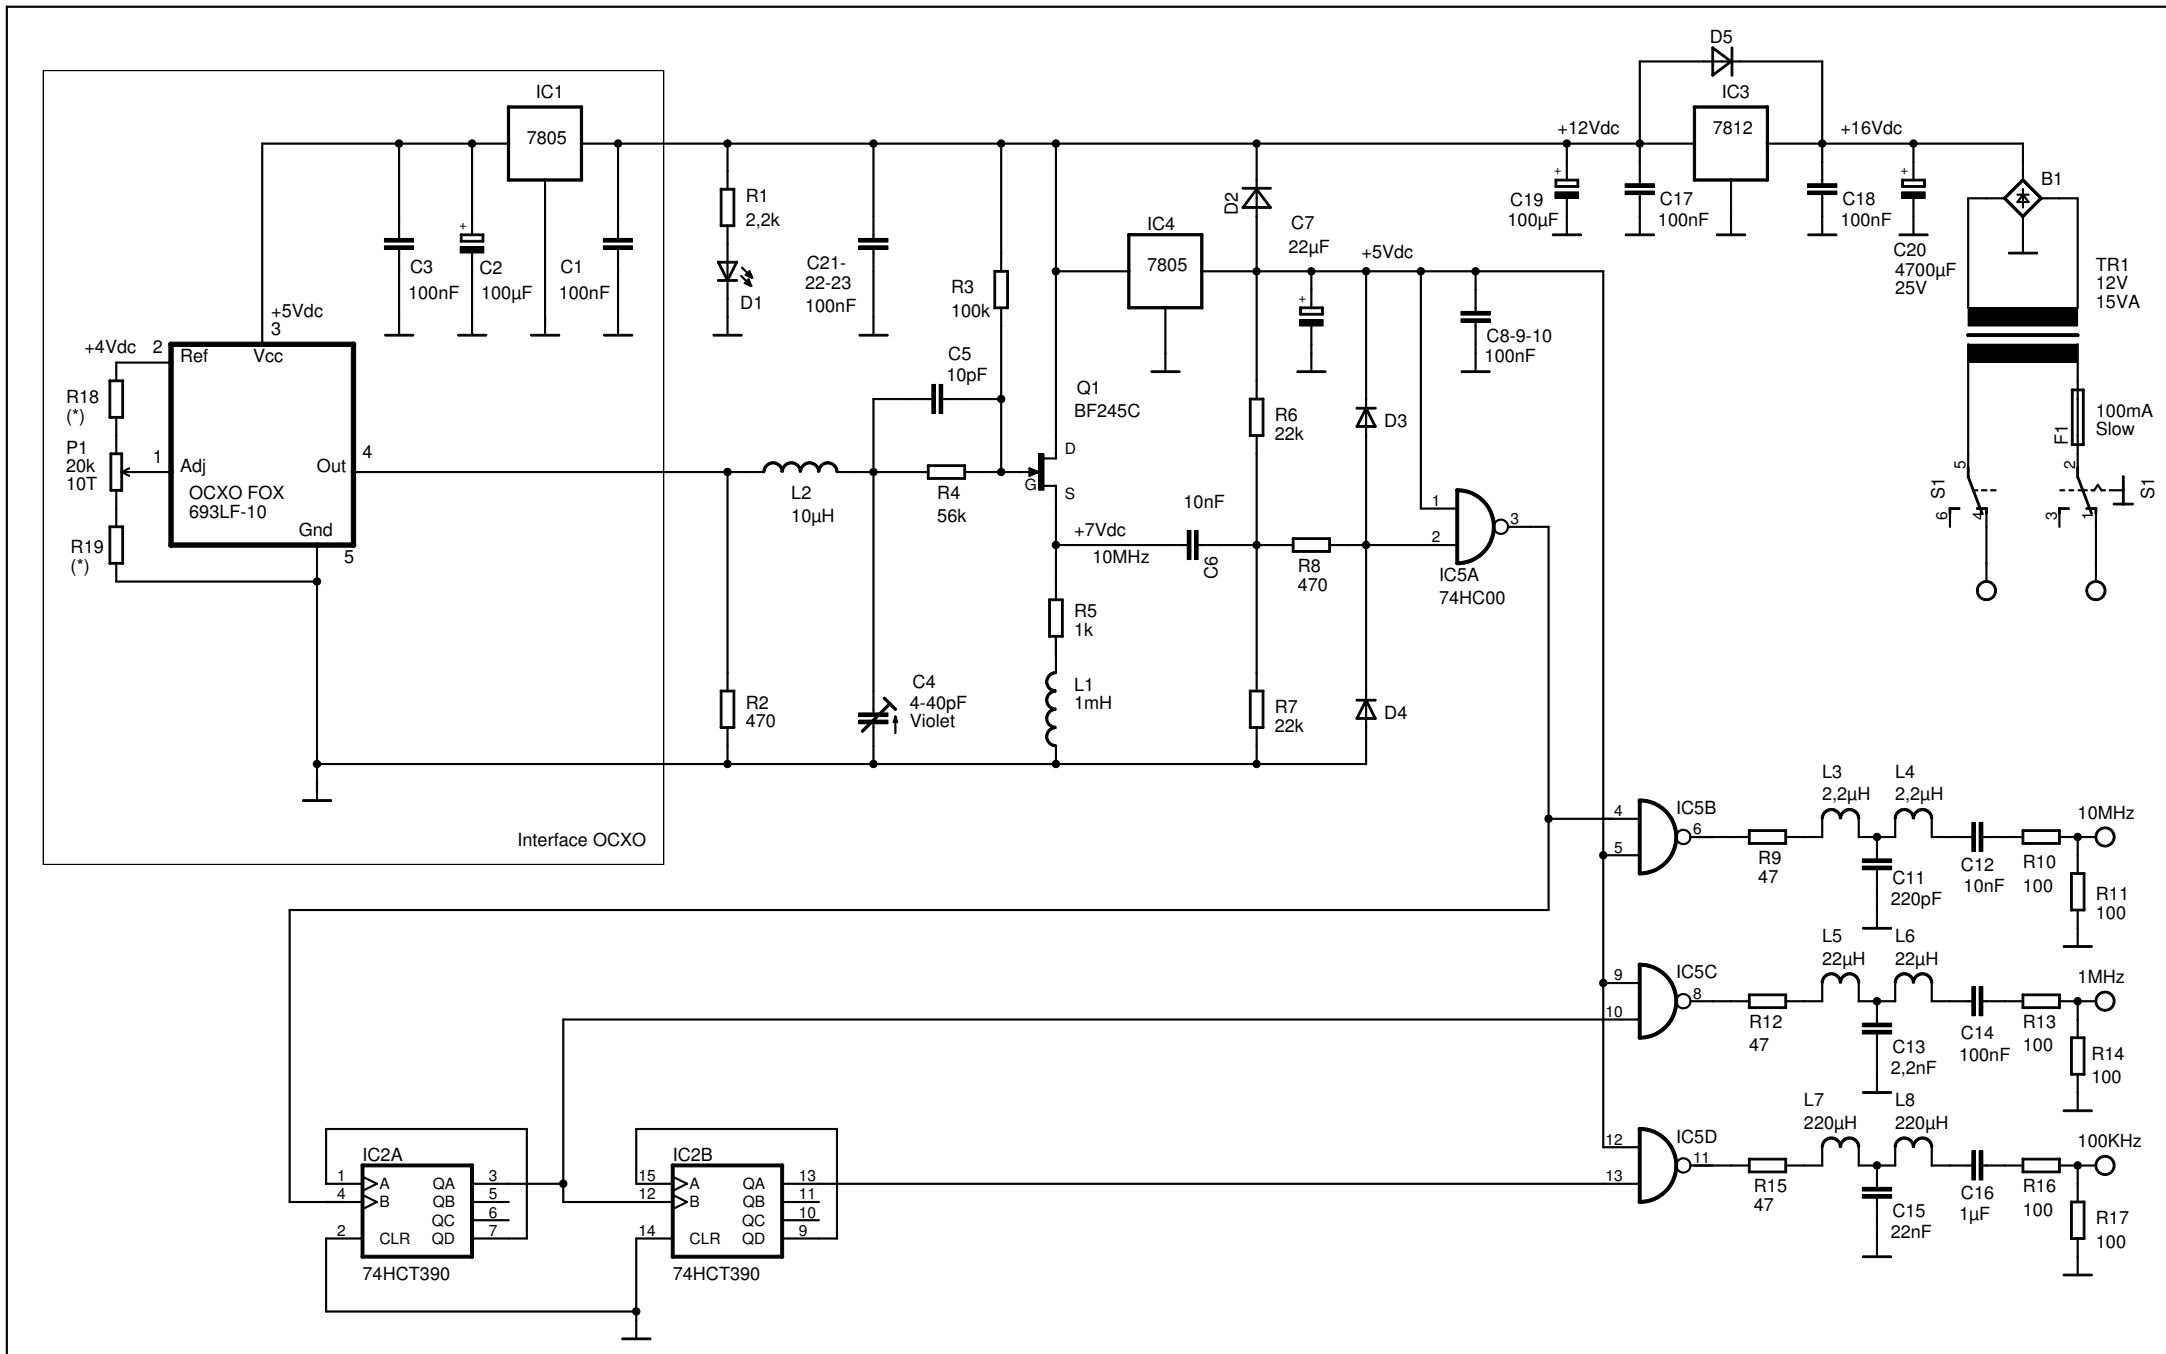 D5
IC1
7805
IC3
7812
+12Vdc
+16Vdc
B1
R1
2,2k
D2
C19
100µF
+
C17
100nF
C18
100nF
+
C20
4700µF
25V
C3
100nF
+
C2
100µF
C1
100nF
D1
C21-
22-23
100nF
R3
100k
IC4
7805
C7
22µF
+
+5Vdc
C8-9-10
100nF
TR1
12V
15VA
+5Vdc
3
+4Vdc
2
Ref
Vcc
R18
(*)
P1
20k
10T
1
Adj
Out
4
OCXO FOX
693LF-10
Gnd
5
R19
(*)
C5
10pF
Q1
BF245C
D
G
S
R6
22k
D3
100mA
Slow
F1
L2
10µH
R4
56k
10nF
C6
+7Vdc
10MHz
R8
470
1
2
3
IC5A
74HC00
S1
5
6
4
2
3
1
S1
R5
1k
L1
1mH
R2
470
C4
4-40pF
Violet
R7
22k
D4
Interface OCXO
4
5
IC5B
6
R9
47
L3
2,2µH
L4
2,2µH
C11
220pF
C12
10nF
R10
100
10MHz
R11
100
9
10
IC5C
8
R12
47
L5
22µH
L6
22µH
C13
2,2nF
C14
100nF
R13
100
1MHz
R14
100
12
13
IC5D
11
R15
47
L7
220µH
L8
220µH
C15
22nF
C16
1µF
R16
100
100KHz
R17
100
IC2A
1
A
QA
3
4
B
QB
5
QC
6
2
CLR
QD
7
74HCT390
IC2B
15
A
QA
13
12
B
QB
11
QC
10
14
CLR
QD
9
74HCT390